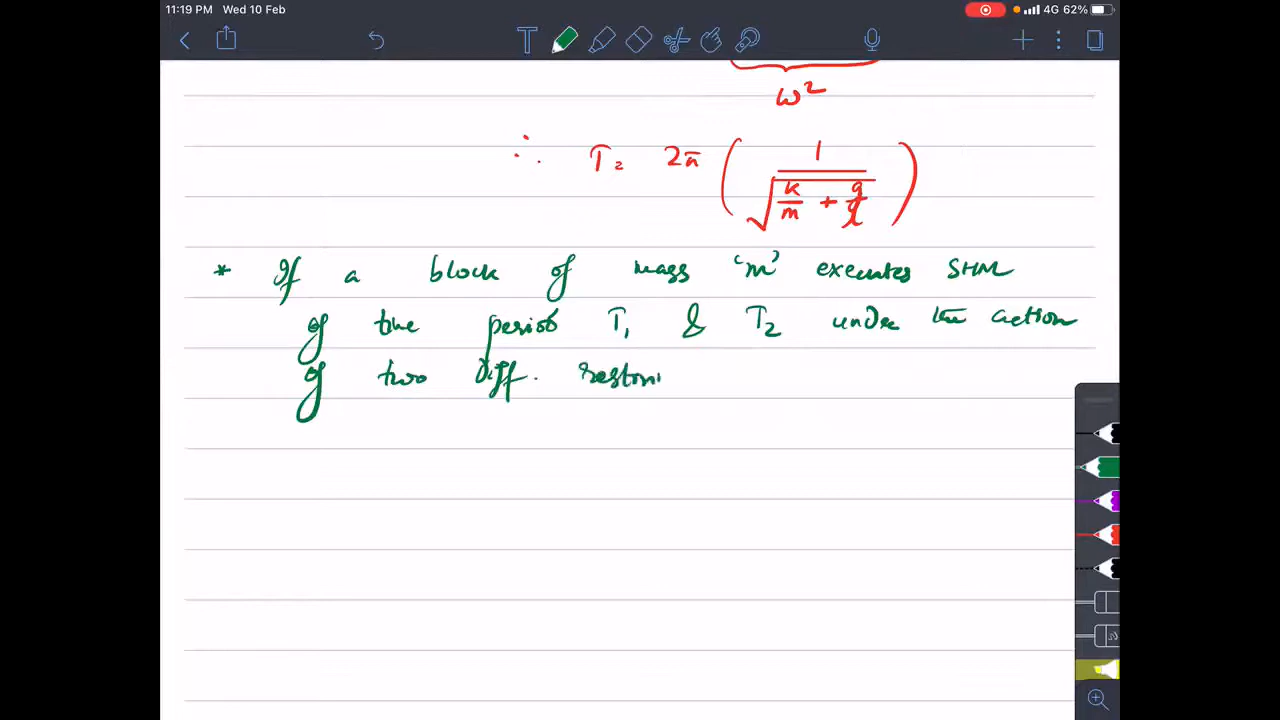 11:19 PM Wed 10 Feb 4G 62%
T
ω²
∴ T = 2π ( 1 / √(k/m + g/l) )
* If a block of mass 'm' executes SHM
of time period T₁ & T₂ under the action
of two diff. restori